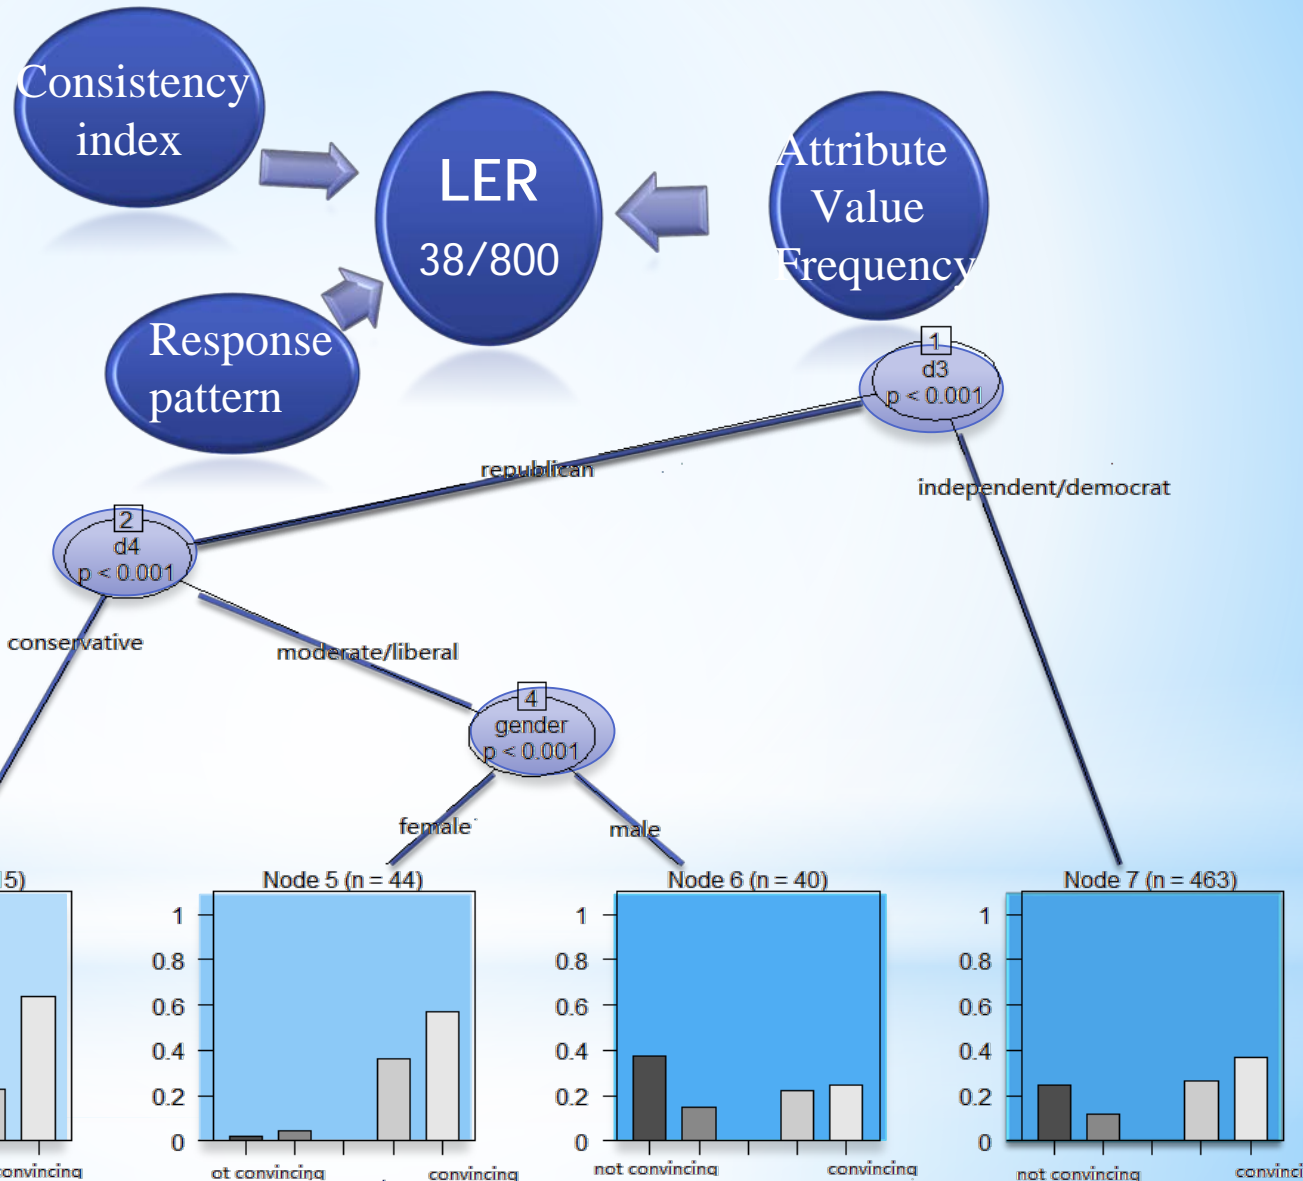 Consistency
index
LER
38/800
Attribute
Value
Frequency
Response
pattern
1
d3
p < 0.001
republican
independent/democrat
2
d4
p < 0.001
conservative
moderate/liberal
4
gender
p < 0.001
female
male
15)
Node 5 (n = 44)
1
0.8
0.6
0.4
0.2
0
Node 6 (n = 40)
1
0.8
0.6
0.4
0.2
0
Node 7 (n = 463)
1
0.8
0.6
0.4
0.2
0
convincing
ot convincing
convincing
not convincing
convincing
not convincing
convinci